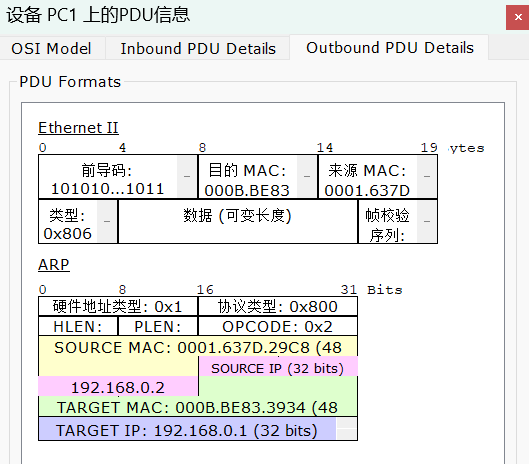 设备 PC1 上的PDU信息
×
OSI Model Inbound PDU Details Outbound PDU Details
PDU Formats
Ethernet II
0 4 8 14 19 ytes
前导码: 目的 MAC: 来源 MAC:
101010...1011 000B.BE83 0001.637D
类型: 数据 (可变长度) 帧校验
0x806 序列:
ARP
0 8 16 31 Bits
硬件地址类型: 0x1 协议类型: 0x800
HLEN: PLEN: OPCODE: 0x2
SOURCE MAC: 0001.637D.29C8 (48
SOURCE IP (32 bits)
192.168.0.2
TARGET MAC: 000B.BE83.3934 (48
TARGET IP: 192.168.0.1 (32 bits)